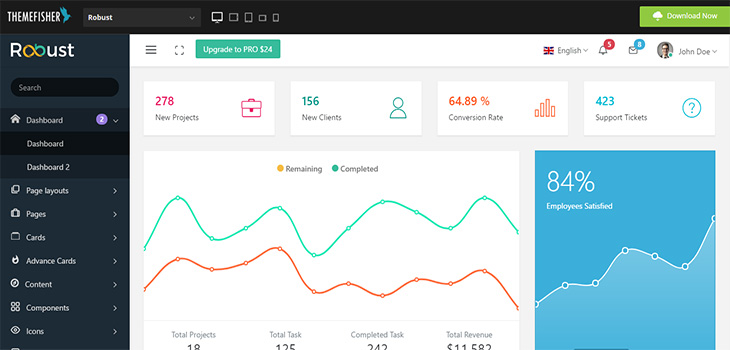 THEMEFISHER
Robust
Download Now
Robust
Upgrade to PRO $24
English
5
8
John Doe
Search
Dashboard 2
Dashboard
Dashboard 2
Page layouts
Pages
Cards
Advance Cards
Content
Components
Icons
278
New Projects
156
New Clients
64.89 %
Conversion Rate
423
Support Tickets
Remaining Completed
84%
Employees Satisfied
Total Projects
18
Total Task
125
Completed Task
242
Total Revenue
$11,582